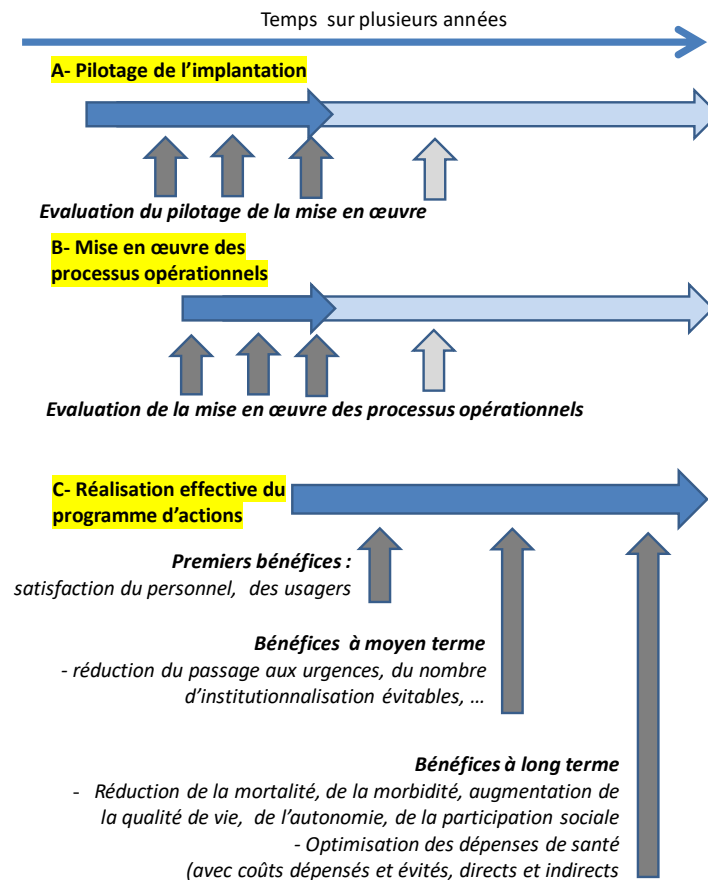 Temps sur plusieurs années
A- Pilotage de l’implantation
Evaluation du pilotage de la mise en œuvre
B- Mise en œuvre des
processus opérationnels
Evaluation de la mise en œuvre des processus opérationnels
C- Réalisation effective du
programme d’actions
Premiers bénéfices :
satisfaction du personnel, des usagers
Bénéfices à moyen terme
- réduction du passage aux urgences, du nombre
d’institutionnalisation évitables, …
Bénéfices à long terme
- Réduction de la mortalité, de la morbidité, augmentation de
la qualité de vie, de l’autonomie, de la participation sociale
- Optimisation des dépenses de santé
(avec coûts dépensés et évités, directs et indirects